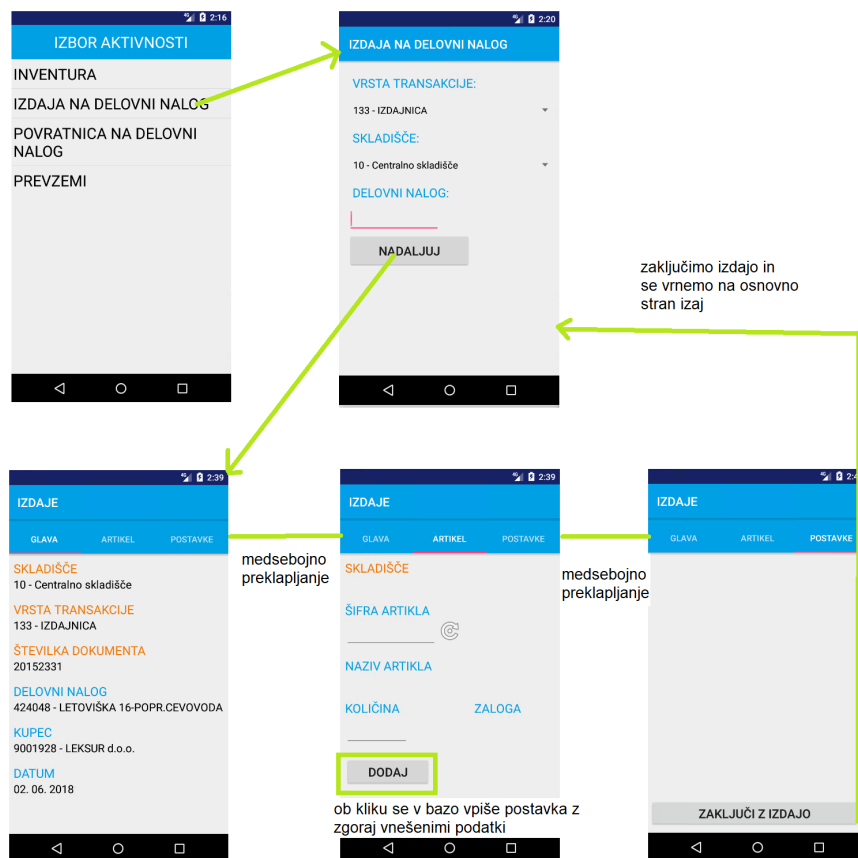 4G 2:16
IZBOR AKTIVNOSTI
INVENTURA
IZDAJA NA DELOVNI NALOG
POVRATNICA NA DELOVNI
NALOG
PREVZEMI
4G 2:20
IZDAJA NA DELOVNI NALOG
VRSTA TRANSAKCIJE:
133 - IZDAJNICA
SKLADIŠČE:
10 - Centralno skladišče
DELOVNI NALOG:
NADALJUJ
zaključimo izdajo in
se vrnemo na osnovno
stran izaj
4G 2:39
IZDAJE
GLAVA ARTIKEL POSTAVKE
SKLADIŠČE
10 - Centralno skladišče
VRSTA TRANSAKCIJE
133 - IZDAJNICA
ŠTEVILKA DOKUMENTA
20152331
DELOVNI NALOG
424048 - LETOVIŠKA 16-POPR.CEVOVODA
KUPEC
9001928 - LEKSUR d.o.o.
DATUM
02. 06. 2018
medsebojno
preklapljanje
4G 2:39
IZDAJE
GLAVA ARTIKEL POSTAVKE
SKLADIŠČE
ŠIFRA ARTIKLA
NAZIV ARTIKLA
KOLIČINA ZALOGA
DODAJ
ob kliku se v bazo vpiše postavka z
zgoraj vnešenimi podatki
medsebojno
preklapljanje
4G
IZDAJE
GLAVA ARTIKEL POSTAVKE
ZAKLJUČI Z IZDAJO